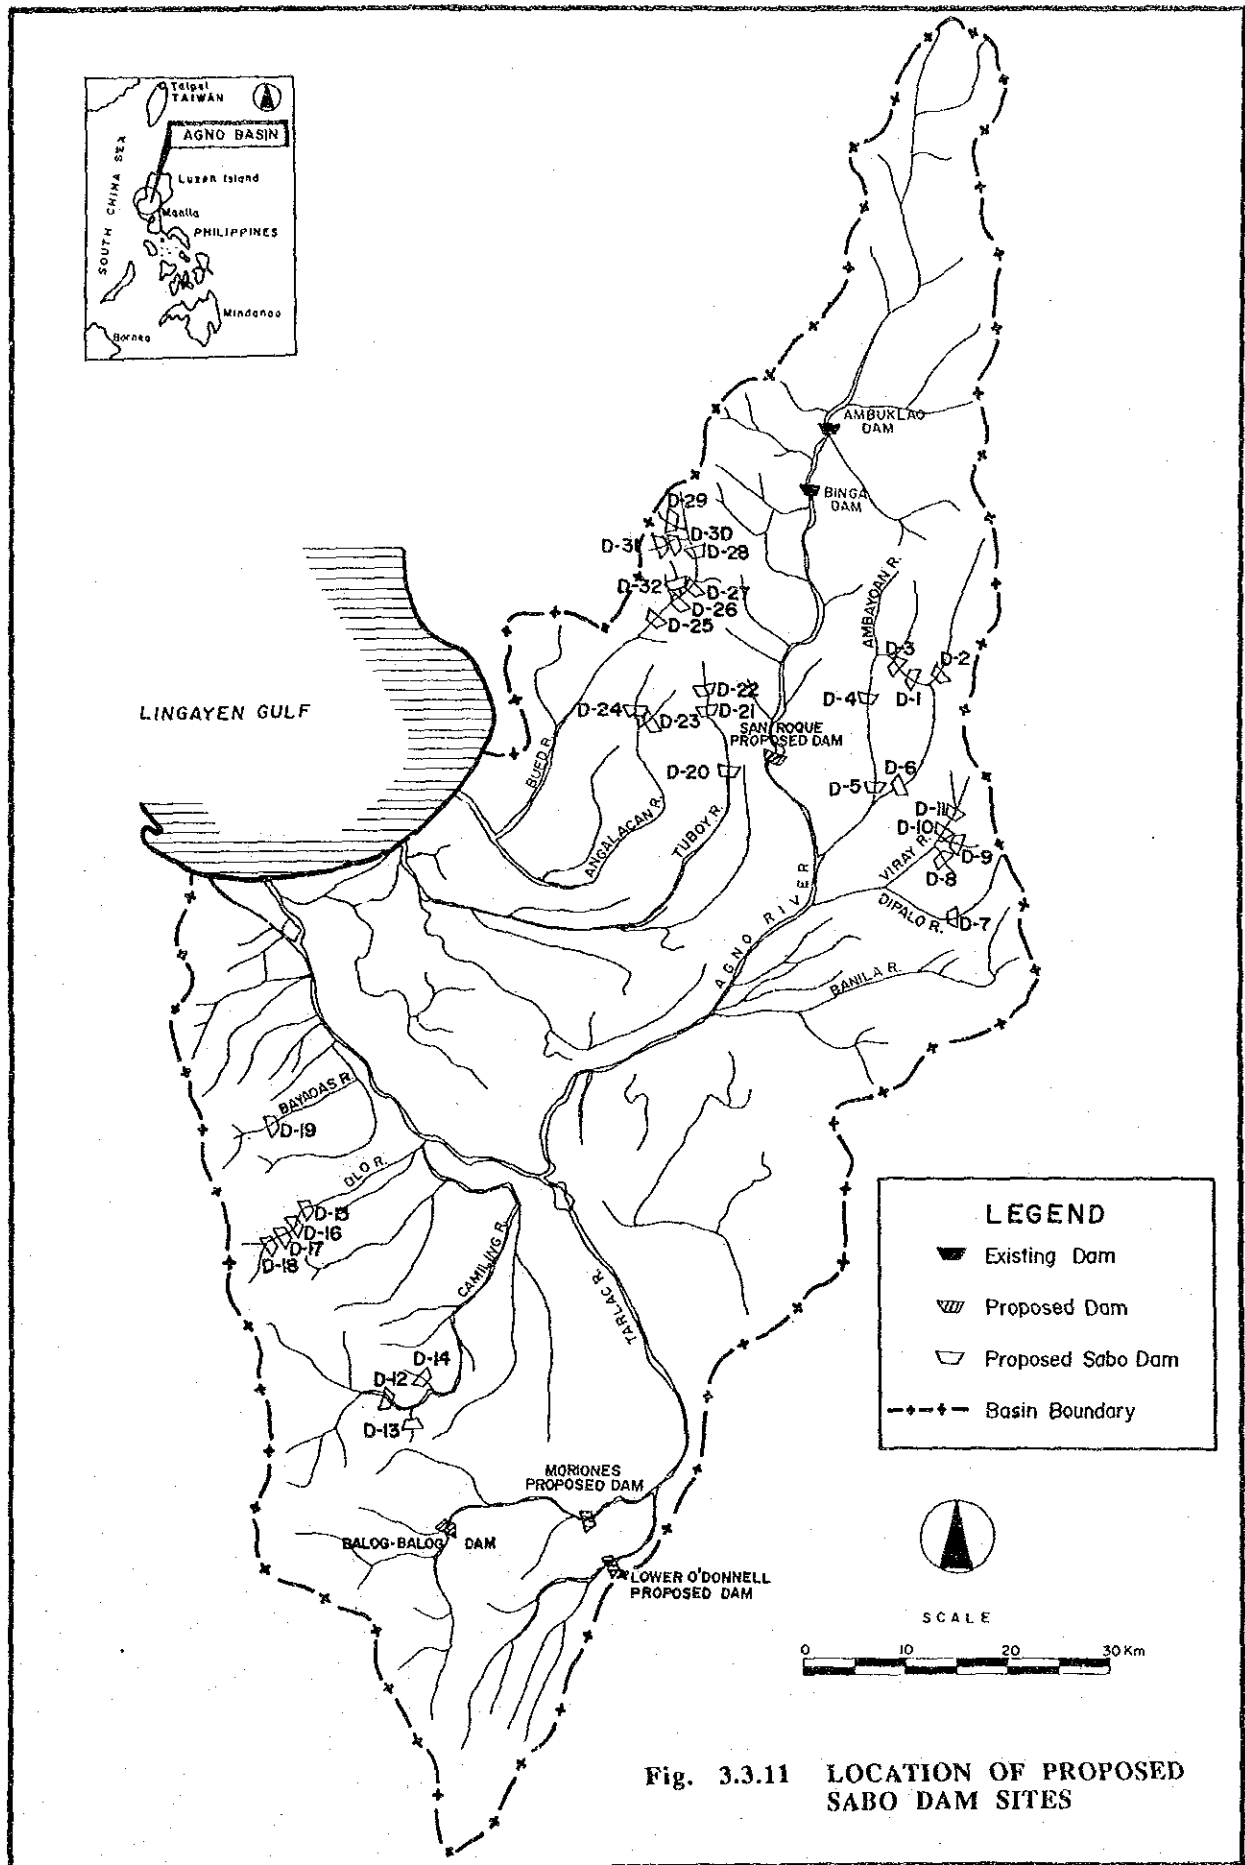 Taipei
TAIWAN
AGNO BASIN
SOUTH CHINA SEA
Luzon Island
Manila
PHILIPPINES
Mindanao
Borneo
AMBUKLAO
DAM
BINGA
DAM
D-29
D-30
D-31
D-28
D-32
D-27
D-26
D-25
AMBAYOAN R.
D-3
D-2
D-1
D-4
D-22
D-21
D-24
D-23
SAN ROQUE
PROPOSED DAM
LINGAYEN GULF
BUED R.
D-20
D-6
D-5
ANGALACAN R.
TUBOY R.
D-11
D-10
D-9
VIRAY R.
D-8
DIPALO R.
D-7
AGNO RIVER
BANILA R.
BAYAOAS R.
D-19
OLO R.
D-15
D-16
D-17
D-18
CAMILING R.
TARLAC R.
D-14
D-12
D-13
MORIONES
PROPOSED DAM
BALOG-BALOG DAM
LOWER O'DONNELL
PROPOSED DAM
LEGEND
Existing Dam
Proposed Dam
Proposed Sabo Dam
Basin Boundary
SCALE
0 10 20 30 Km
Fig. 3.3.11 LOCATION OF PROPOSED
SABO DAM SITES